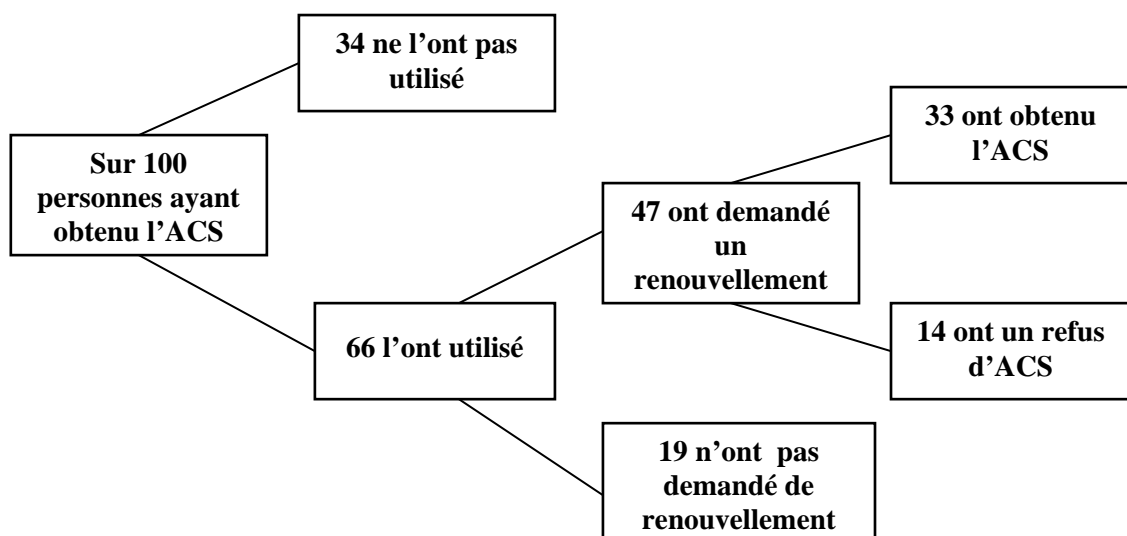 34 ne l'ont pas
utilisé
Sur 100
personnes ayant
obtenu l'ACS
66 l'ont utilisé
47 ont demandé
un
renouvellement
19 n'ont pas
demandé de
renouvellement
33 ont obtenu
l'ACS
14 ont un refus
d'ACS